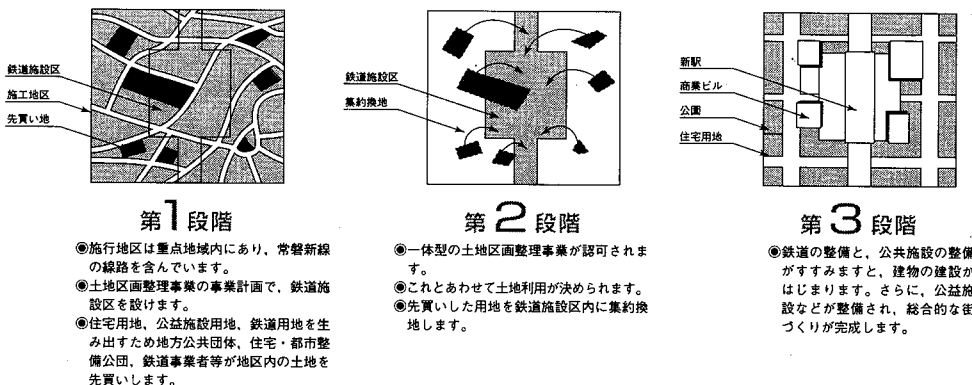 鉄道施設区
施工地区
先買い地
第1段階
◉施行地区は重点地域内にあり，常磐新線
の線路を含んでいます。
◉土地区画整理事業の事業計画で，鉄道施
設区を設けます。
◉住宅用地，公益施設用地，鉄道用地を生
み出すため地方公共団体，住宅・都市整
備公団，鉄道事業者等が地区内の土地を
先買いします。
鉄道施設区
集約換地
第2段階
◉一体型の土地区画整理事業が認可されま
す。
◉これとあわせて土地利用が決められます。
◉先買いした用地を鉄道施設区内に集約換
地します。
新駅
商業ビル
公園
住宅用地
第3段階
◉鉄道の整備と，公共施設の整備
がすすみますと，建物の建設が
はじまります。さらに，公益施
設などが整備され，総合的な街
づくりが完成します。